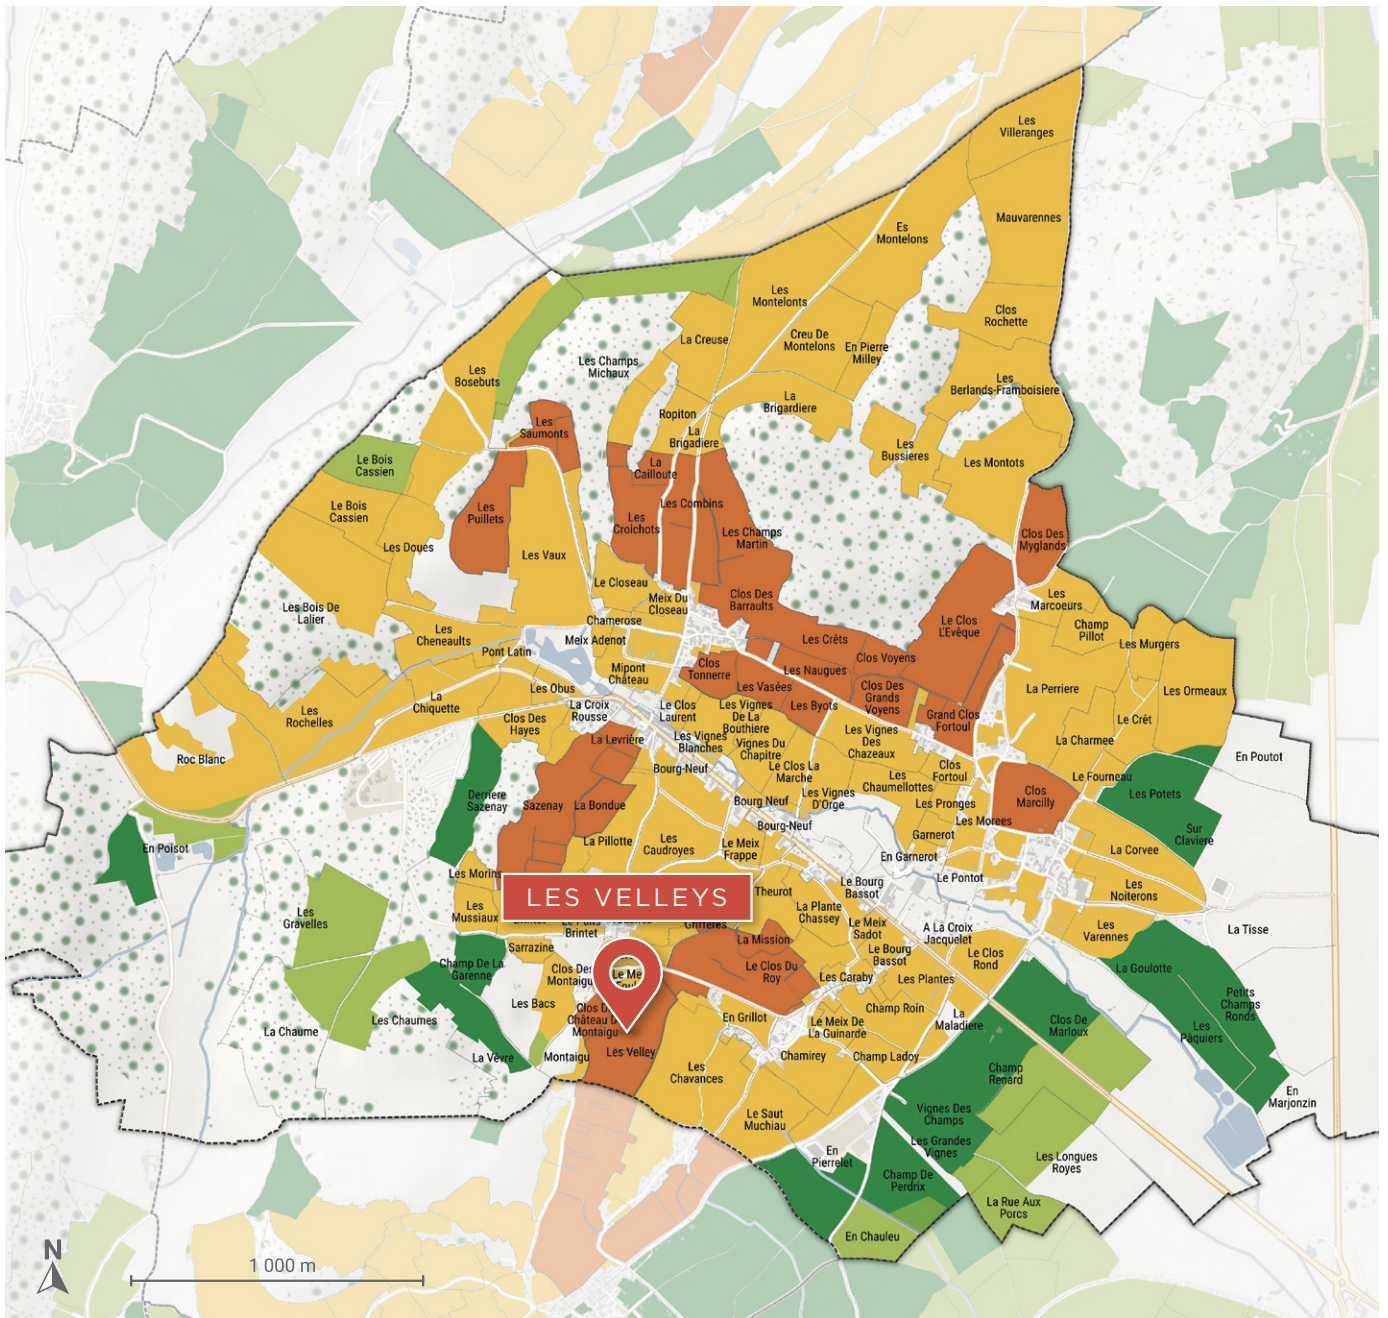 Les
Villeranges
Mauvarennes
Es
Montelons
Les
Montelonts
Clos
Rochette
Creu De
Montelons
En Pierre
Milley
La Creuse
Les Champs
Michaux
Les
Bosebuts
Les
Berlands-Framboisiere
La
Brigardiere
Ropiton
La
Brigadiere
Les
Saumonts
Les
Bussieres
Les Montots
Le Bois
Cassien
La
Cailloute
Les
Puillets
Le Bois
Cassien
Les Combins
Les
Croichots
Les Champs
Martin
Clos Des
Myglands
Les Doues
Les Vaux
Le Closeau
Meix Du
Closeau
Clos Des
Barraults
Les
Marcoeurs
Les Bois De
Lalier
Chamerose
Le Clos
L'Evêque
Champ
Pillot
Les
Cheneaults
Meix Adenot
Les Crêts
Les Murgers
Pont Latin
Clos Voyens
Mipont
Château
Clos
Tonnerre
Les Naugues
Les Obus
Les Vasées
La Perriere
Les Ormeaux
La
Chiquette
Clos Des
Grands
Voyens
Les
Rochelles
La Croix
Rousse
Le Clos
Laurent
Les Vignes
De La
Bouthiere
Les Byots
Grand Clos
Fortoul
Le Crêt
Clos Des
Hayes
La Levrière
Les Vignes
Blanches
Vignes Du
Chapitre
Les Vignes
Des
Chazeaux
La Charmee
Roc Blanc
Bourg-Neuf
Le Clos La
Marche
Clos
Fortoul
En Poutot
Les
Chaumellottes
Le Fourneau
Derriere
Sazenay
Sazenay
La Bondue
Bourg Neuf
Les Vignes
D'Orge
Les Pronges
Clos
Marcilly
Les Potets
Bourg-Neuf
Les Morees
Garnerot
Sur
Claviere
En Poisot
La Pillotte
Les
Caudroyes
Le Meix
Frappe
En Garnerot
La Corvee
Les Morins
Le Pontot
LES VELLEYS
Theurot
Le Bourg
Bassot
Les
Noiterons
Les
Mussiaux
La Plante
Chassey
Les
Gravelles
Brintet
Le Meix
Sadot
A La Croix
Jacquelet
Les
Varennes
La Tisse
Sarrazine
La Mission
Le Bourg
Bassot
Le Clos
Rond
Champ De La
Garenne
Le Clos Du
Roy
Les Caraby
Les Plantes
La Goulotte
Les Bacs
Champ Roin
Petits
Champs
Ronds
La Chaume
Les Chaumes
En Grillot
Le Meix De
La Guinarde
La
Maladière
Clos De
Marloux
Les
Pâquiers
La Vèvre
Montaigu
Les Velley
Chamirey
Champ Ladoy
Les
Chavances
Champ
Renard
En
Marjonzin
Le Saut
Muchiau
Vignes Des
Champs
Les Grandes
Vignes
En
Pierrelet
Les Longues
Royes
Champ De
Perdrix
La Rue Aux
Porcs
En Chauleu
N
1 000 m